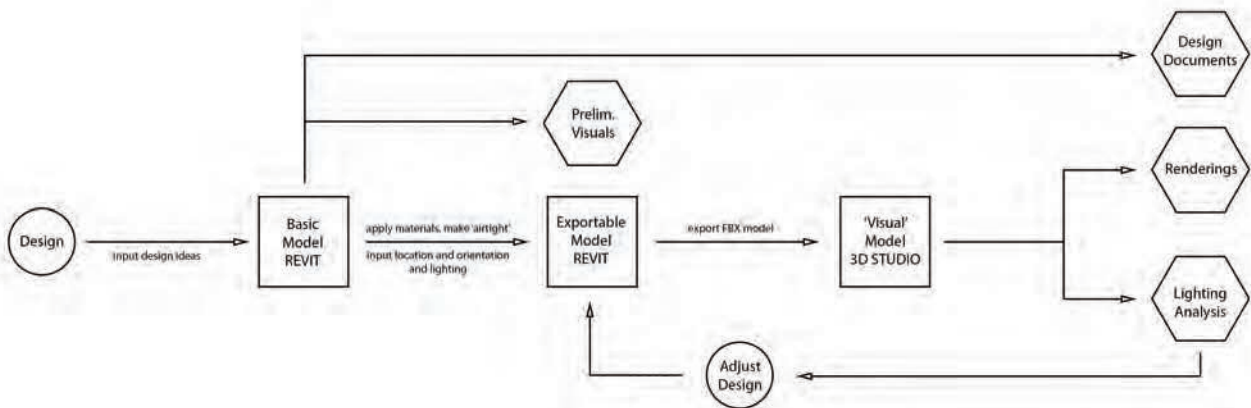 Design
Documents
Prelim.
Visuals
Renderings
Design
input design ideas
Basic
Model
REVIT
apply materials, make 'airtight'
input location and orientation
and lighting
Exportable
Model
REVIT
export FBX model
'Visual'
Model
3D STUDIO
Lighting
Analysis
Adjust
Design